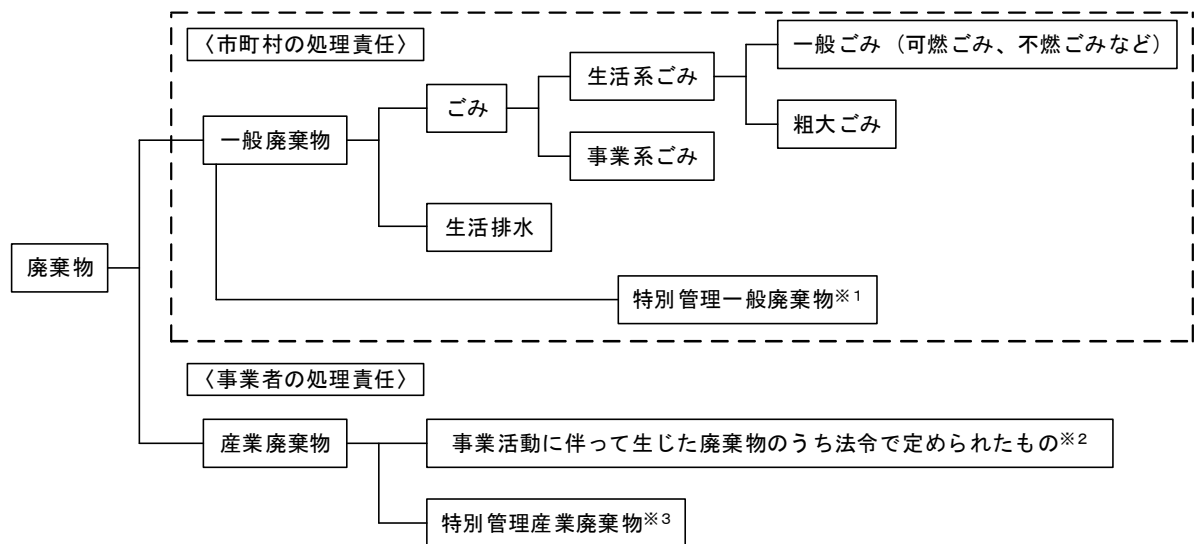 〈市町村の処理責任〉
一般ごみ（可燃ごみ、不燃ごみなど）
生活系ごみ
ごみ
粗大ごみ
一般廃棄物
事業系ごみ
生活排水
廃棄物
特別管理一般廃棄物※1
〈事業者の処理責任〉
産業廃棄物
事業活動に伴って生じた廃棄物のうち法令で定められたもの※2
特別管理産業廃棄物※3